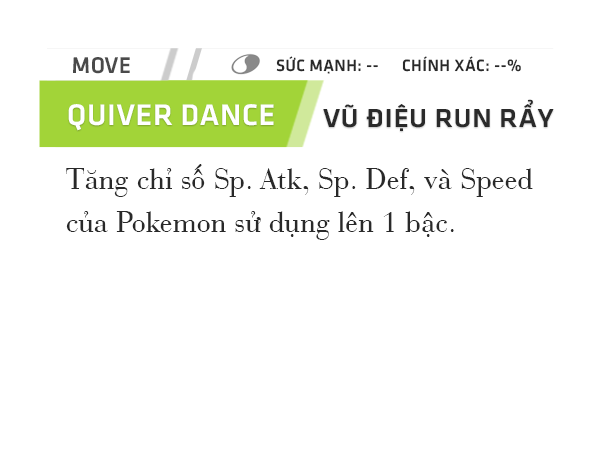 MOVE SỨC MẠNH: -- CHÍNH XÁC: --%
QUIVER DANCE VŨ ĐIỆU RUN RẨY
Tăng chỉ số Sp. Atk, Sp. Def, và Speed
của Pokemon sử dụng lên 1 bậc.